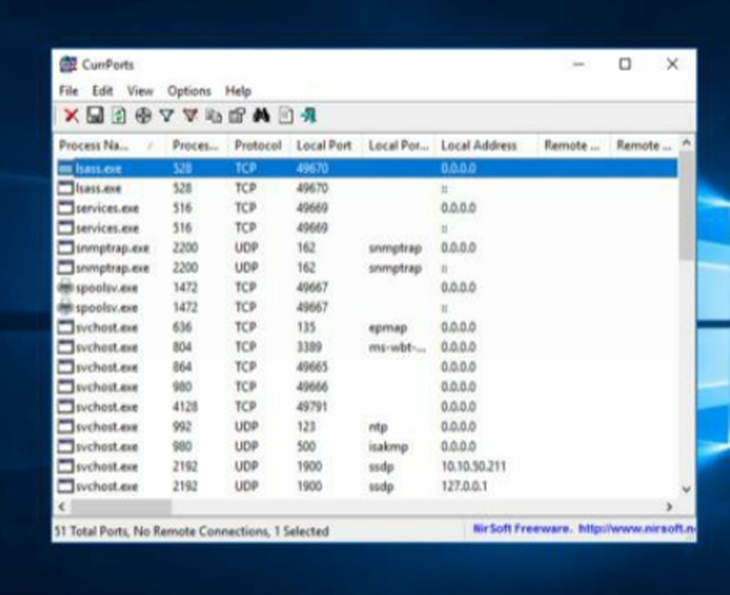 CurrPorts
File Edit View Options Help
Process Na... / Proces... Protocol Local Port Local Por... Local Address Remote ... Remote ...
lsass.exe 528 TCP 49670 0.0.0.0
lsass.exe 528 TCP 49670 ::
services.exe 516 TCP 49669 0.0.0.0
services.exe 516 TCP 49669 ::
snmptrap.exe 2200 UDP 162 snmptrap 0.0.0.0
snmptrap.exe 2200 UDP 162 snmptrap ::
spoolsv.exe 1472 TCP 49667 0.0.0.0
spoolsv.exe 1472 TCP 49667 ::
svchost.exe 636 TCP 135 epmap 0.0.0.0
svchost.exe 804 TCP 3389 ms-wbt-... 0.0.0.0
svchost.exe 864 TCP 49665 0.0.0.0
svchost.exe 980 TCP 49666 0.0.0.0
svchost.exe 4128 TCP 49791 0.0.0.0
svchost.exe 992 UDP 123 ntp 0.0.0.0
svchost.exe 980 UDP 500 isakmp 0.0.0.0
svchost.exe 2192 UDP 1900 ssdp 10.10.50.211
svchost.exe 2192 UDP 1900 ssdp 127.0.0.1
51 Total Ports, No Remote Connections, 1 Selected NirSoft Freeware. http://www.nirsoft.n